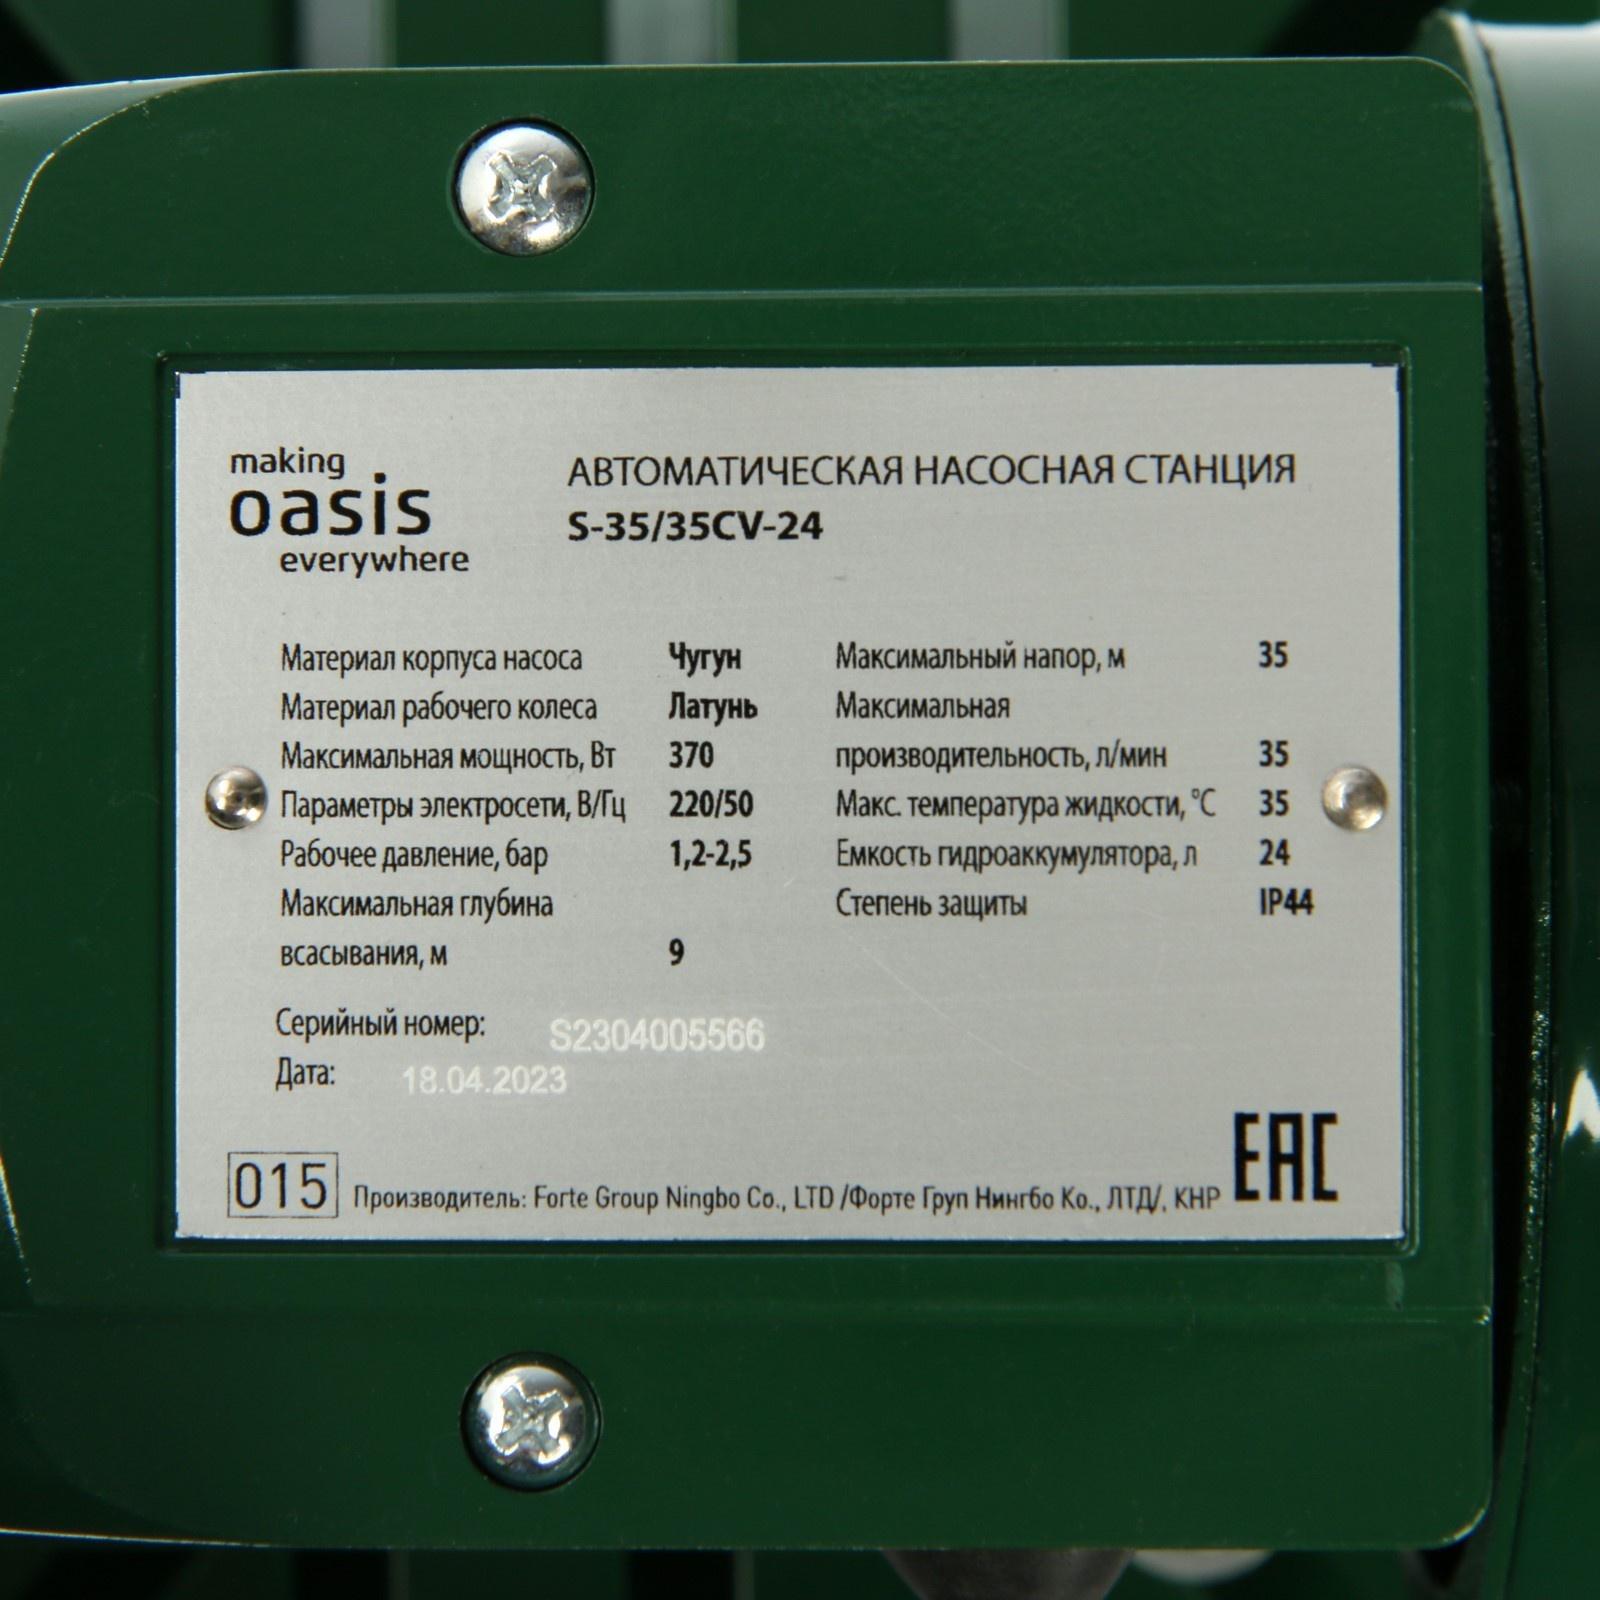 making
oasis
everywhere
АВТОМАТИЧЕСКАЯ НАСОСНАЯ СТАНЦИЯ
S-35/35CV-24
Материал корпуса насоса Чугун
Материал рабочего колеса Латунь
Максимальная мощность, Вт 370
Параметры электросети, В/Гц 220/50
Рабочее давление, бар 1,2-2,5
Максимальная глубина
всасывания, м 9
Максимальный напор, м 35
Максимальная
производительность, л/мин 35
Макс. температура жидкости, °С 35
Емкость гидроаккумулятора, л 24
Степень защиты IP44
Серийный номер: S2304005566
Дата: 18.04.2023
015 Производитель: Forte Group Ningbo Co., LTD /Форте Груп Нингбо Ко., ЛТД/, КНР
EAC